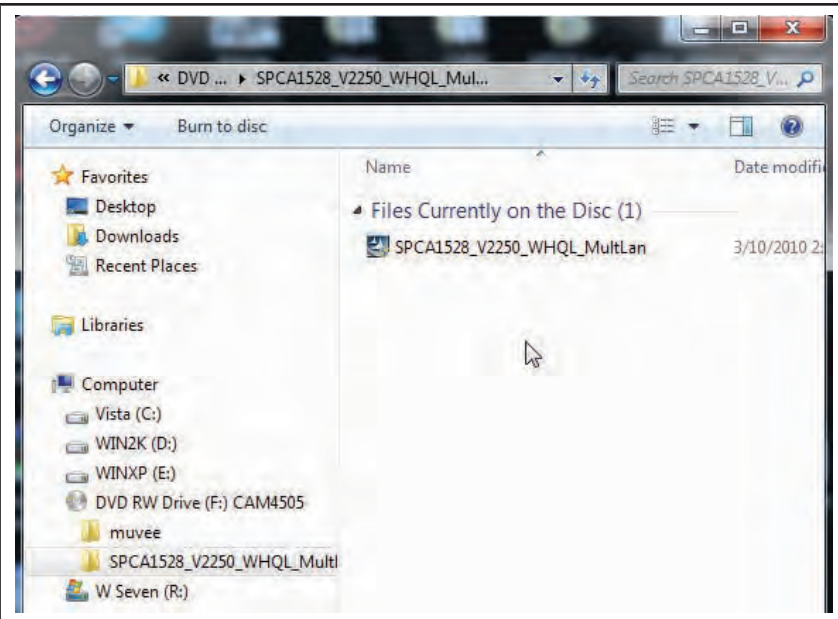 « DVD ... ▸ SPCA1528_V2250_WHQL_Mul...
Search SPCA1528_V...
Organize
Burn to disc
Favorites
Desktop
Downloads
Recent Places
Libraries
Computer
Vista (C:)
WIN2K (D:)
WINXP (E:)
DVD RW Drive (F:) CAM4505
muvee
SPCA1528_V2250_WHQL_Multl
W Seven (R:)
Name
Date modifi
Files Currently on the Disc (1)
SPCA1528_V2250_WHQL_MultLan
3/10/2010 2: